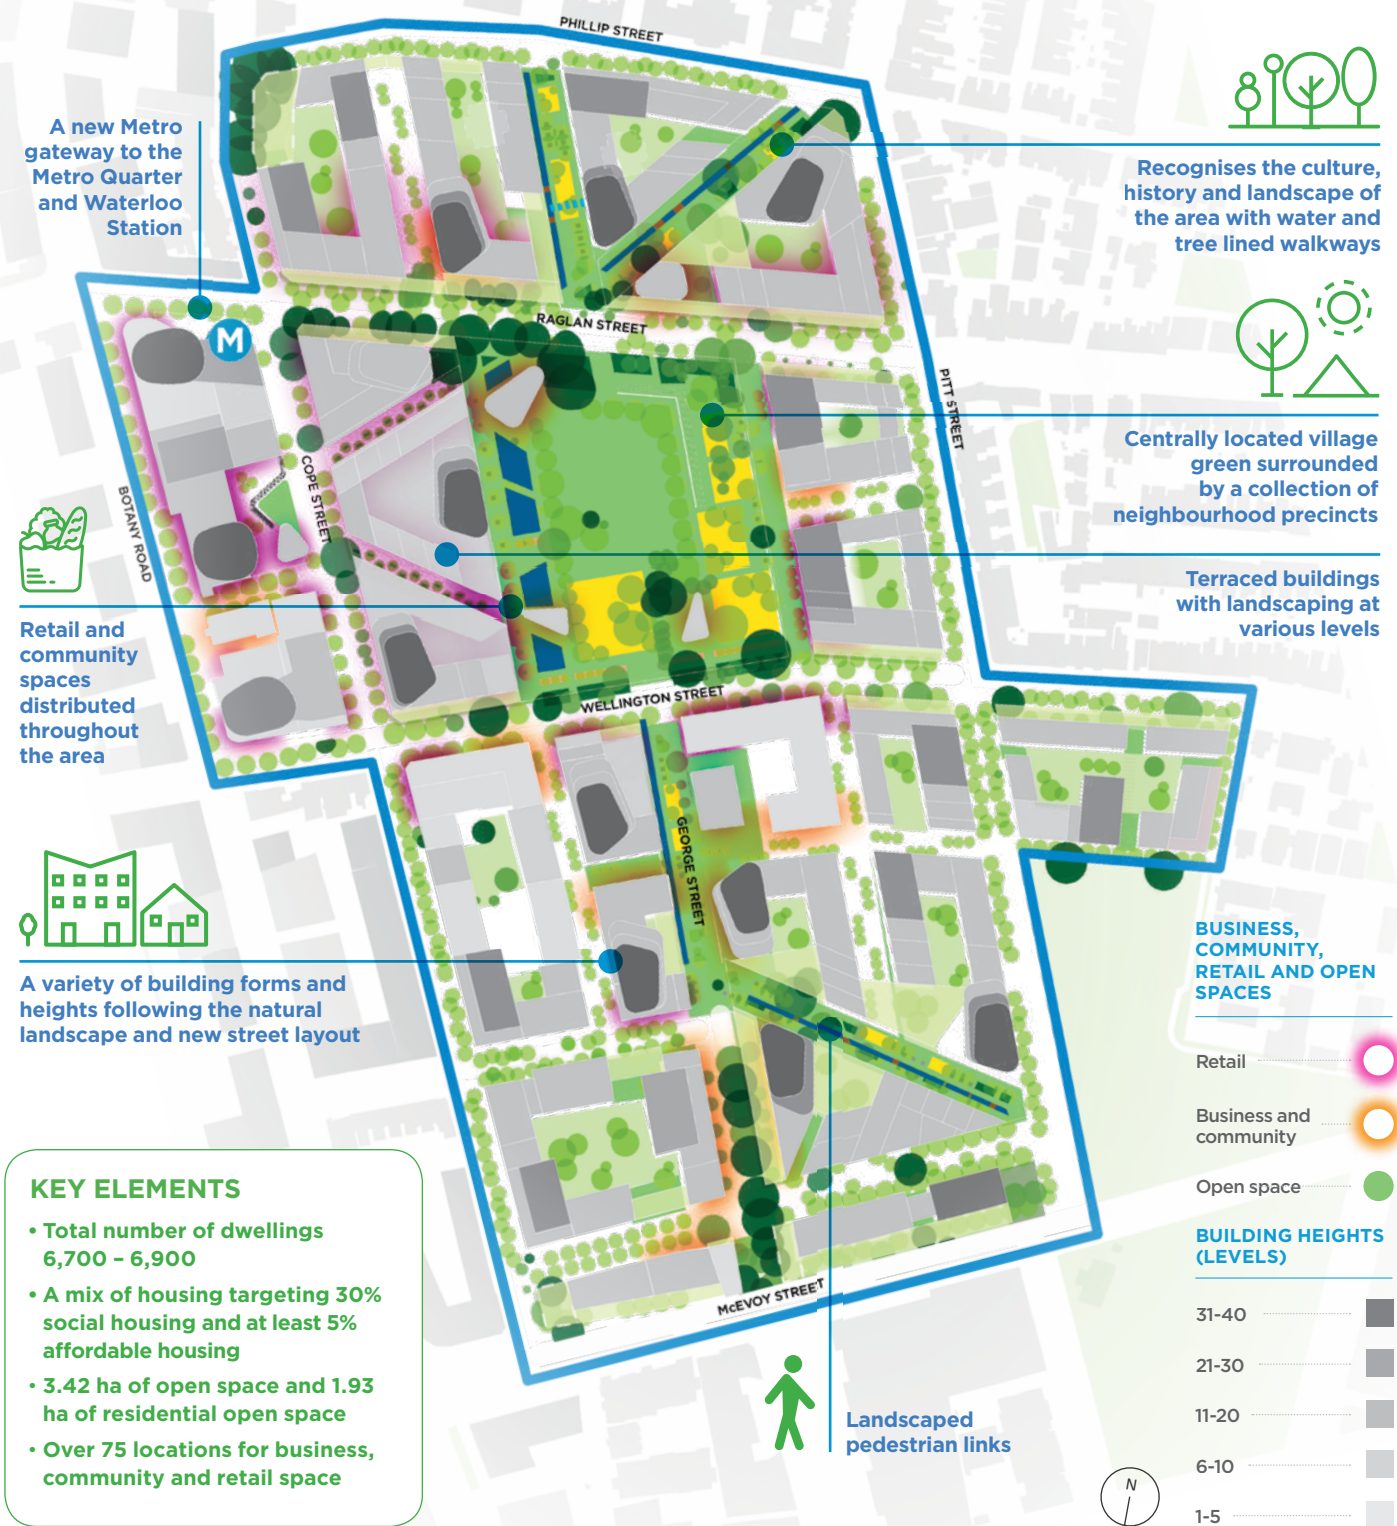 PHILLIP STREET
A new Metro
gateway to the
Metro Quarter
and Waterloo
Station
Recognises the culture,
history and landscape of
the area with water and
tree lined walkways
M
RAGLAN STREET
PITT STREET
Centrally located village
green surrounded
by a collection of
neighbourhood precincts
BOTANY ROAD
COPE STREET
Terraced buildings
with landscaping at
various levels
Retail and
community
spaces
distributed
throughout
the area
WELLINGTON STREET
GEORGE STREET
A variety of building forms and
heights following the natural
landscape and new street layout
BUSINESS,
COMMUNITY,
RETAIL AND OPEN
SPACES
Retail
Business and
community
Open space
BUILDING HEIGHTS
(LEVELS)
31-40
21-30
11-20
6-10
1-5
KEY ELEMENTS
• Total number of dwellings
6,700 – 6,900
• A mix of housing targeting 30%
social housing and at least 5%
affordable housing
• 3.42 ha of open space and 1.93
ha of residential open space
• Over 75 locations for business,
community and retail space
McEVOY STREET
Landscaped
pedestrian links
N